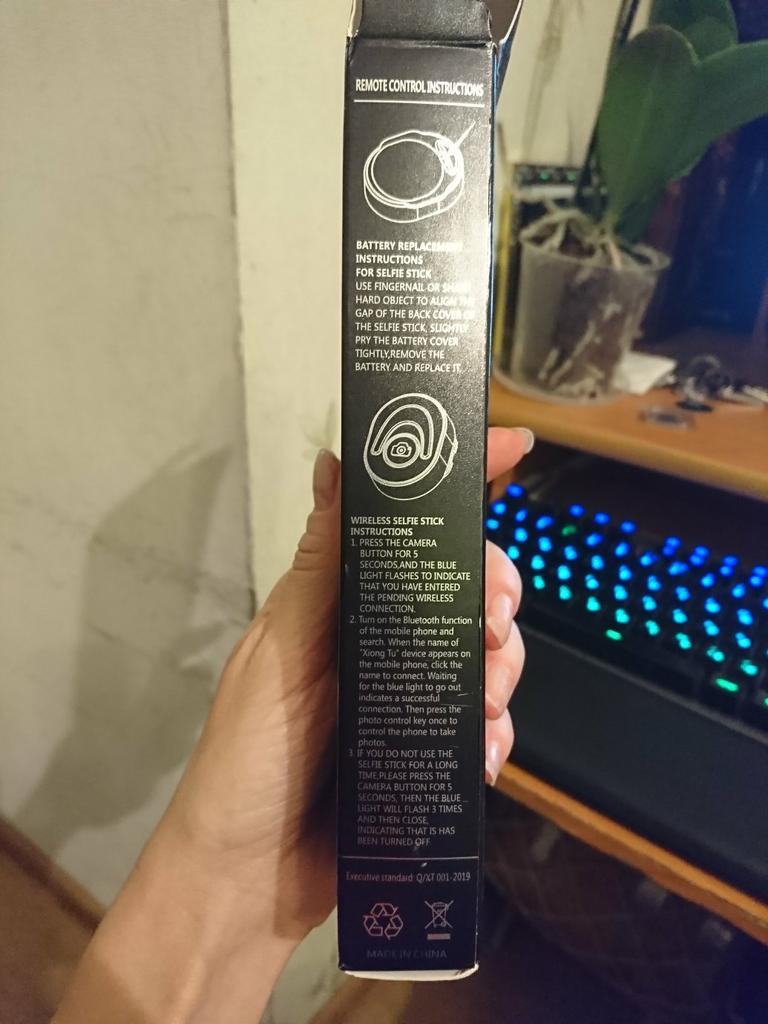 REMOTE CONTROL INSTRUCTIONS
BATTERY REPLACEMENT
INSTRUCTIONS
FOR SELFIE STICK
USE FINGERNAIL OR SHARP
HARD OBJECT TO ALIGN THE
GAP OF THE BACK COVER OF
THE SELFIE STICK, SLIGHTLY
PRY THE BATTERY COVER
TIGHTLY,REMOVE THE
BATTERY AND REPLACE IT.
WIRELESS SELFIE STICK
INSTRUCTIONS
1. PRESS THE CAMERA
BUTTON FOR 5
SECONDS,AND THE BLUE
LIGHT FLASHES TO INDICATE
THAT YOU HAVE ENTERED
THE PENDING WIRELESS
CONNECTION.
2. Turn on the Bluetooth function
of the mobile phone and
search. When the name of
"Xiong Tu" device appears on
the mobile phone, click the
name to connect. Waiting
for the blue light to go out
indicates a successful
connection. Then press the
photo control key once to
control the phone to take
photos.
3. IF YOU DO NOT USE THE
SELFIE STICK FOR A LONG
TIME,PLEASE PRESS THE
CAMERA BUTTON FOR 5
SECONDS, THEN THE BLUE
LIGHT WILL FLASH 3 TIMES
AND THEN CLOSE,
INDICATING THAT IS HAS
BEEN TURNED OFF.
Executive standard: Q/XT 001-2019
MADE IN CHINA